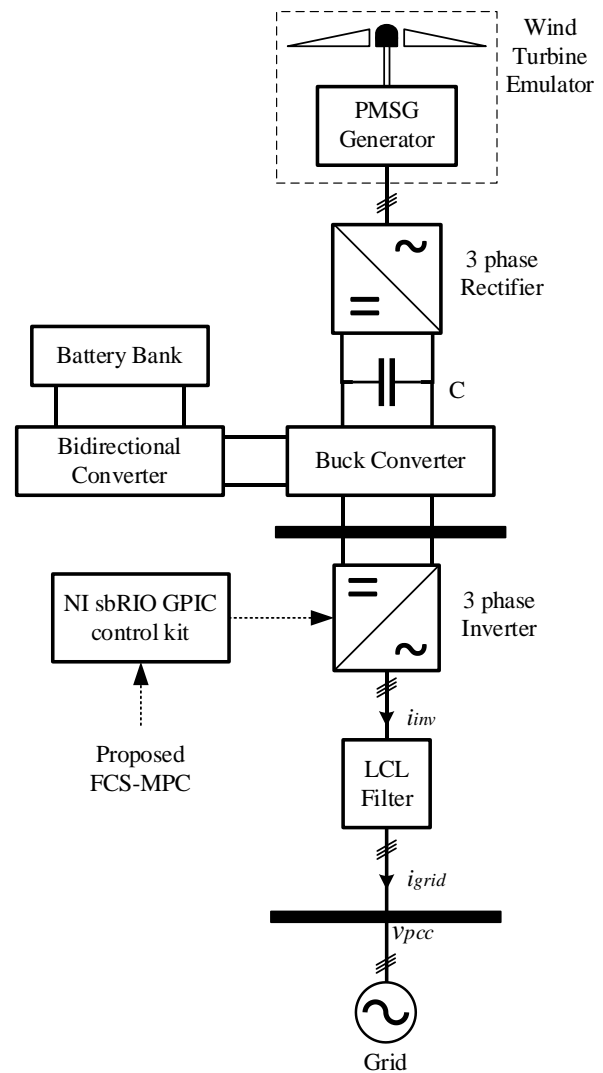 Wind
Turbine
Emulator
PMSG
Generator
3 phase
Rectifier
Battery Bank
C
Bidirectional
Converter
Buck Converter
NI sbRIO GPIC
control kit
3 phase
Inverter
Proposed
FCS-MPC
iinv
LCL
Filter
igrid
vpcc
Grid